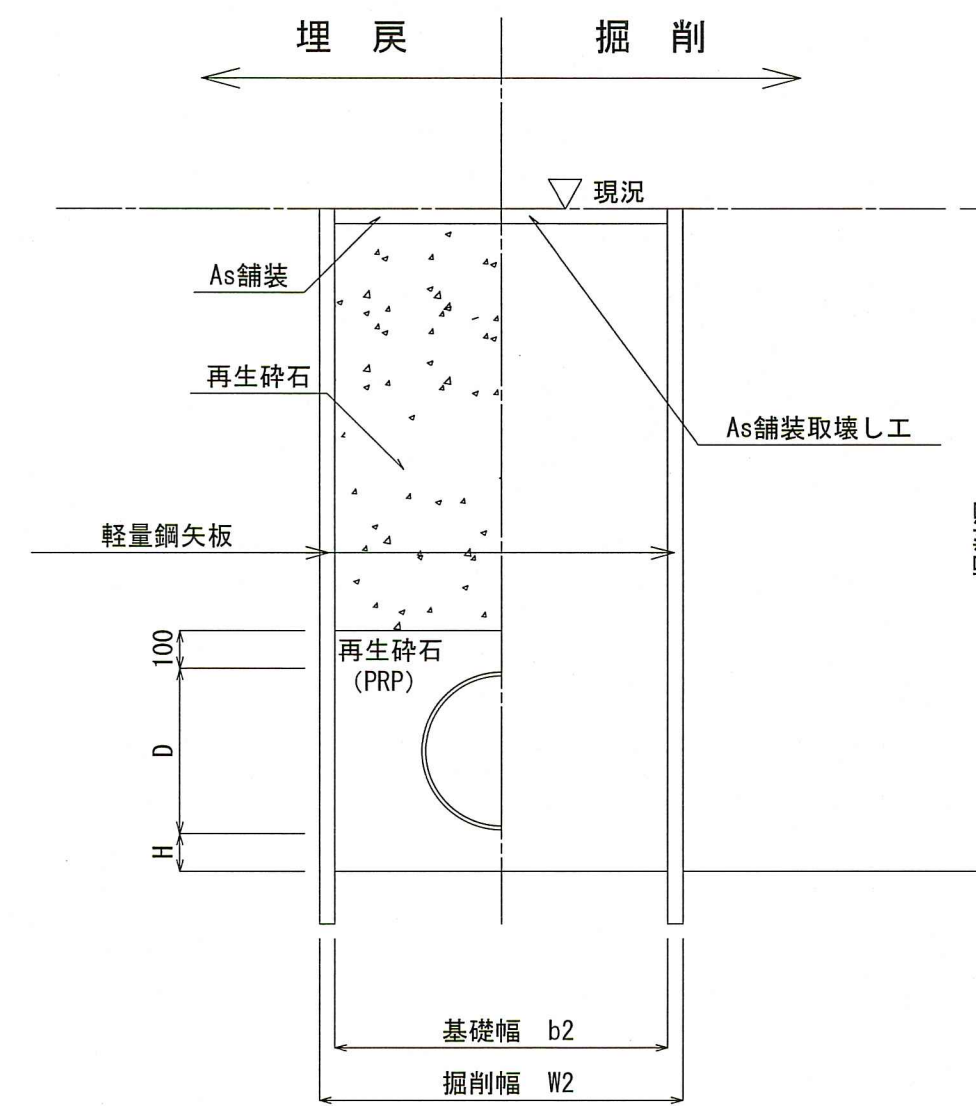 埋 戻
掘 削
現況
As舗装
再生砕石
As舗装取壊し工
軽量鋼矢板
100
再生砕石
(PRP)
D
H
基礎幅 b2
掘削幅 W2